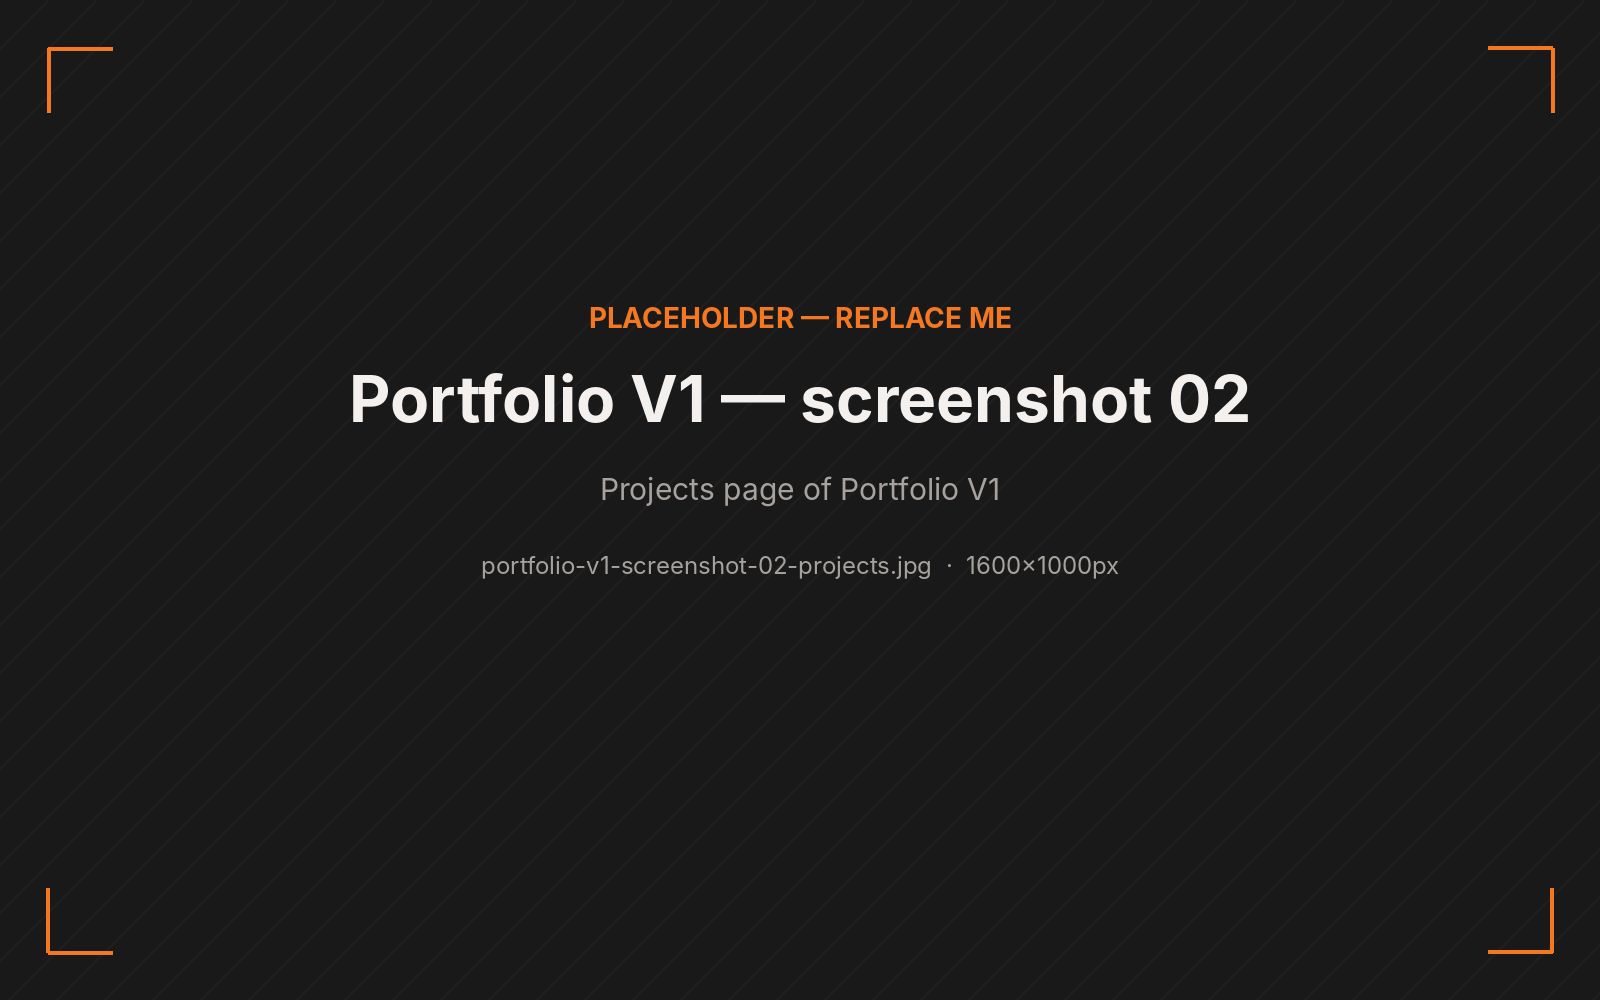 PLACEHOLDER — REPLACE ME
Portfolio V1 — screenshot 02
Projects page of Portfolio V1
portfolio-v1-screenshot-02-projects.jpg · 1600×1000px